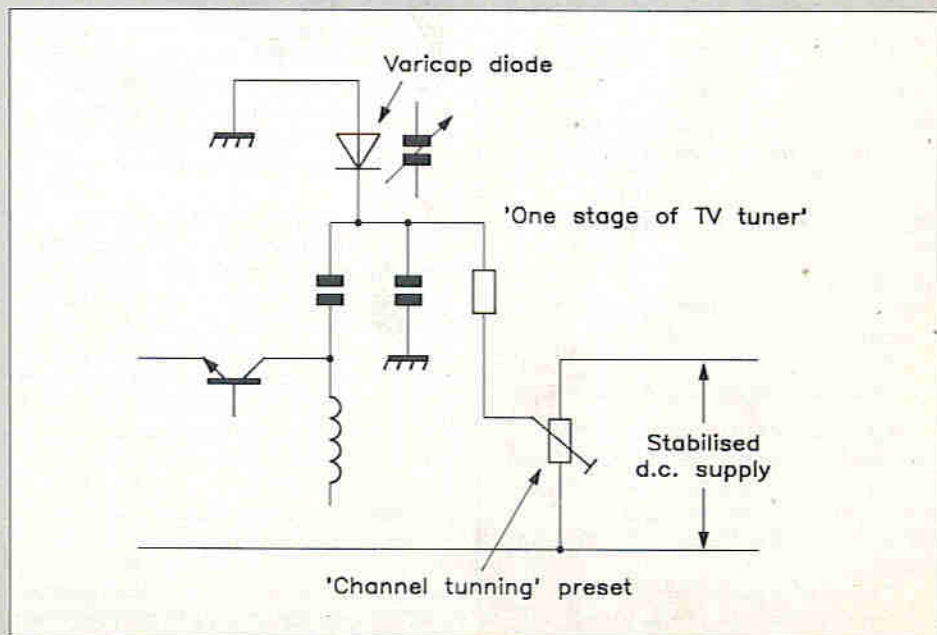 Varicap diode
'One stage of TV tuner'
Stabilised
d.c. supply
'Channel tunning' preset